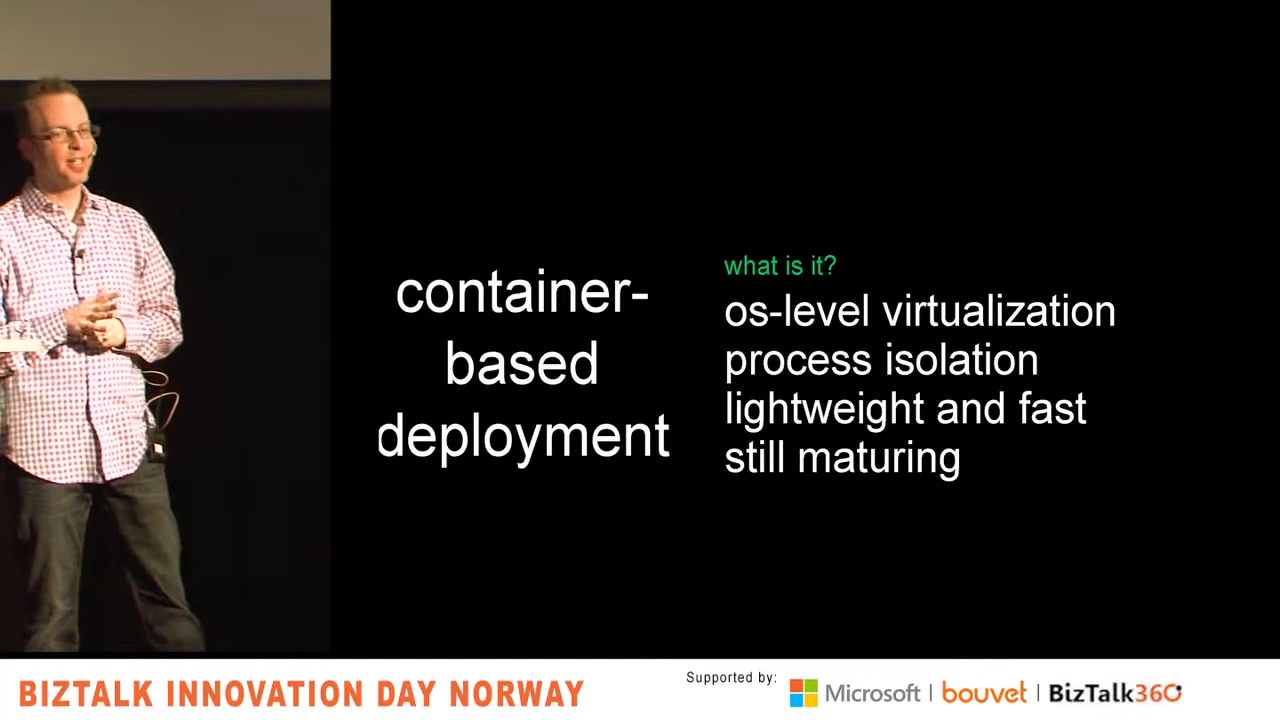 container-
based
deployment
what is it?
os-level virtualization
process isolation
lightweight and fast
still maturing
BIZTALK INNOVATION DAY NORWAY
Supported by:
Microsoft | bouvet | BizTalk360